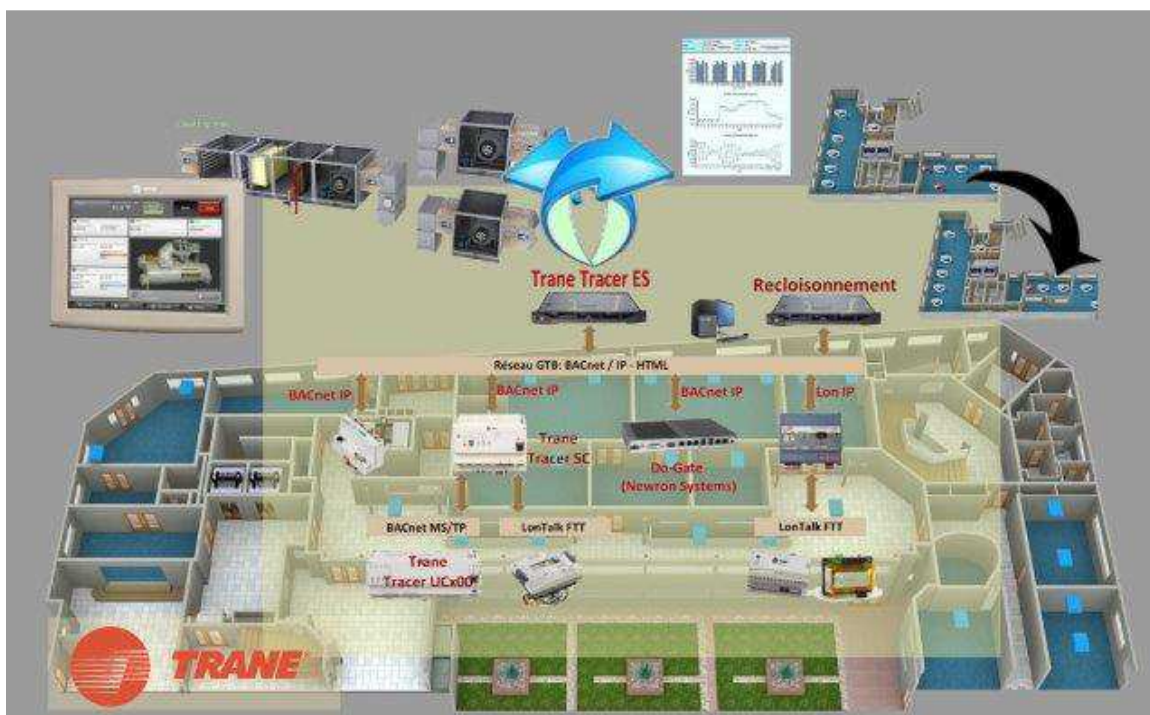 Trane Tracer ES
Recloisonnement
Réseau GTB: BACnet / IP - HTML
BACnet IP
BACnet IP
BACnet IP
Lon IP
Trane
Tracer SC
Do-Gate
(Newron Systems)
BACnet MS/TP
LonTalk FTT
LonTalk FTT
Trane
Tracer UCx00
TRANE